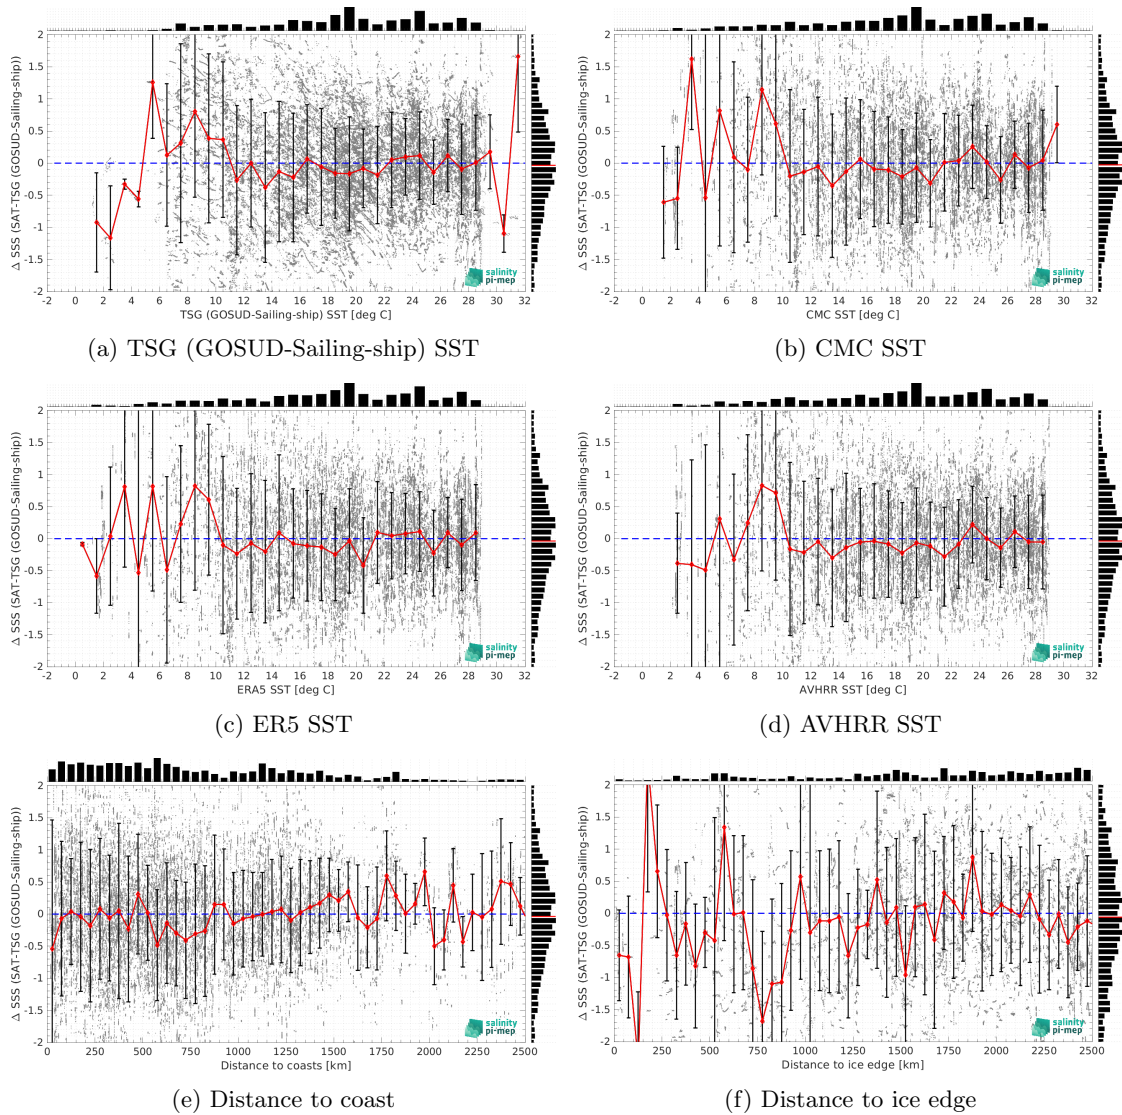 2
1.5
1
0.5
0
-0.5
-1
-1.5
-2
Δ SSS (SAT-TSG (GOSUD-Sailing-ship))
-2 0 2 4 6 8 10 12 14 16 18 20 22 24 26 28 30 32
TSG (GOSUD-Sailing-ship) SST [deg C]
salinity
pi-mep
(a) TSG (GOSUD-Sailing-ship) SST
2
1.5
1
0.5
0
-0.5
-1
-1.5
-2
Δ SSS (SAT-TSG (GOSUD-Sailing-ship))
-2 0 2 4 6 8 10 12 14 16 18 20 22 24 26 28 30 32
CMC SST [deg C]
salinity
pi-mep
(b) CMC SST
2
1.5
1
0.5
0
-0.5
-1
-1.5
-2
Δ SSS (SAT-TSG (GOSUD-Sailing-ship))
-2 0 2 4 6 8 10 12 14 16 18 20 22 24 26 28 30 32
ERA5 SST [deg C]
salinity
pi-mep
(c) ER5 SST
2
1.5
1
0.5
0
-0.5
-1
-1.5
-2
Δ SSS (SAT-TSG (GOSUD-Sailing-ship))
-2 0 2 4 6 8 10 12 14 16 18 20 22 24 26 28 30 32
AVHRR SST [deg C]
salinity
pi-mep
(d) AVHRR SST
2
1.5
1
0.5
0
-0.5
-1
-1.5
-2
Δ SSS (SAT-TSG (GOSUD-Sailing-ship))
0 250 500 750 1000 1250 1500 1750 2000 2250 2500
Distance to coasts [km]
salinity
pi-mep
(e) Distance to coast
2
1.5
1
0.5
0
-0.5
-1
-1.5
-2
Δ SSS (SAT-TSG (GOSUD-Sailing-ship))
0 250 500 750 1000 1250 1500 1750 2000 2250 2500
Distance to ice edge [km]
salinity
pi-mep
(f) Distance to ice edge